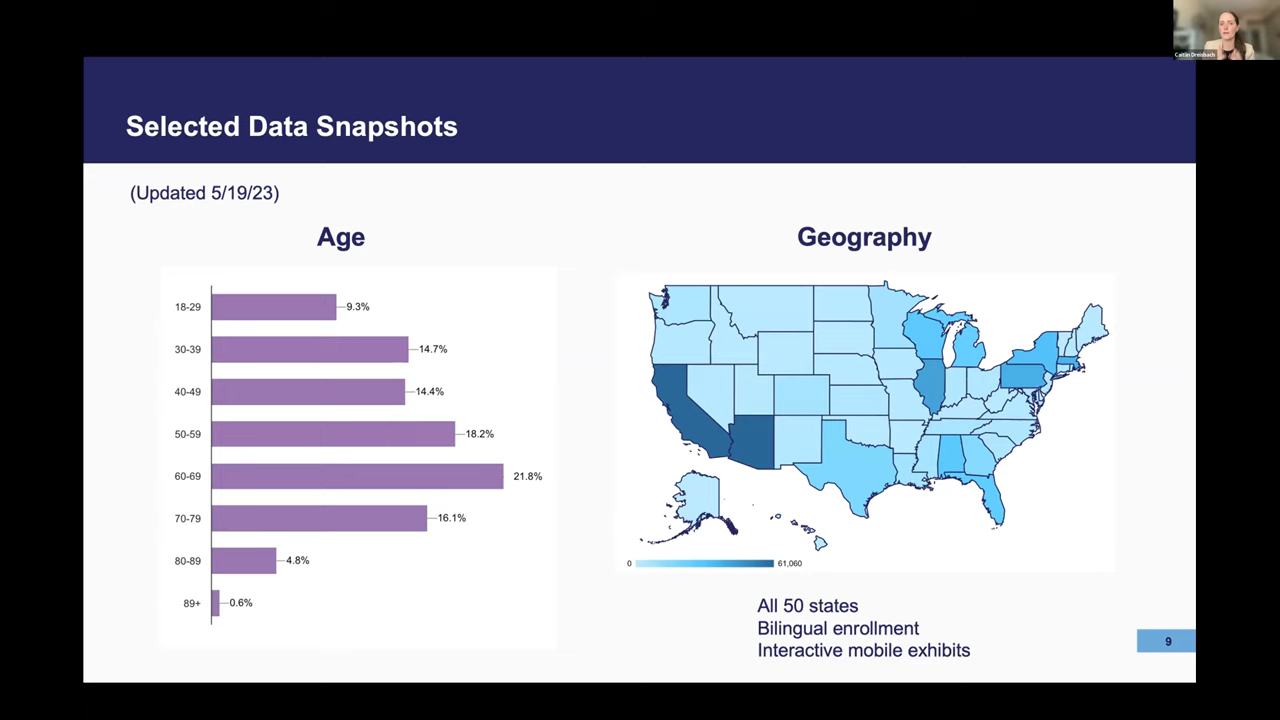 Caitlin Dreisbach
Selected Data Snapshots
(Updated 5/19/23)
Age
Geography
18-29 9.3%
30-39 14.7%
40-49 14.4%
50-59 18.2%
60-69 21.8%
70-79 16.1%
80-89 4.8%
89+ 0.6%
0 61,060
All 50 states
Bilingual enrollment
Interactive mobile exhibits
9